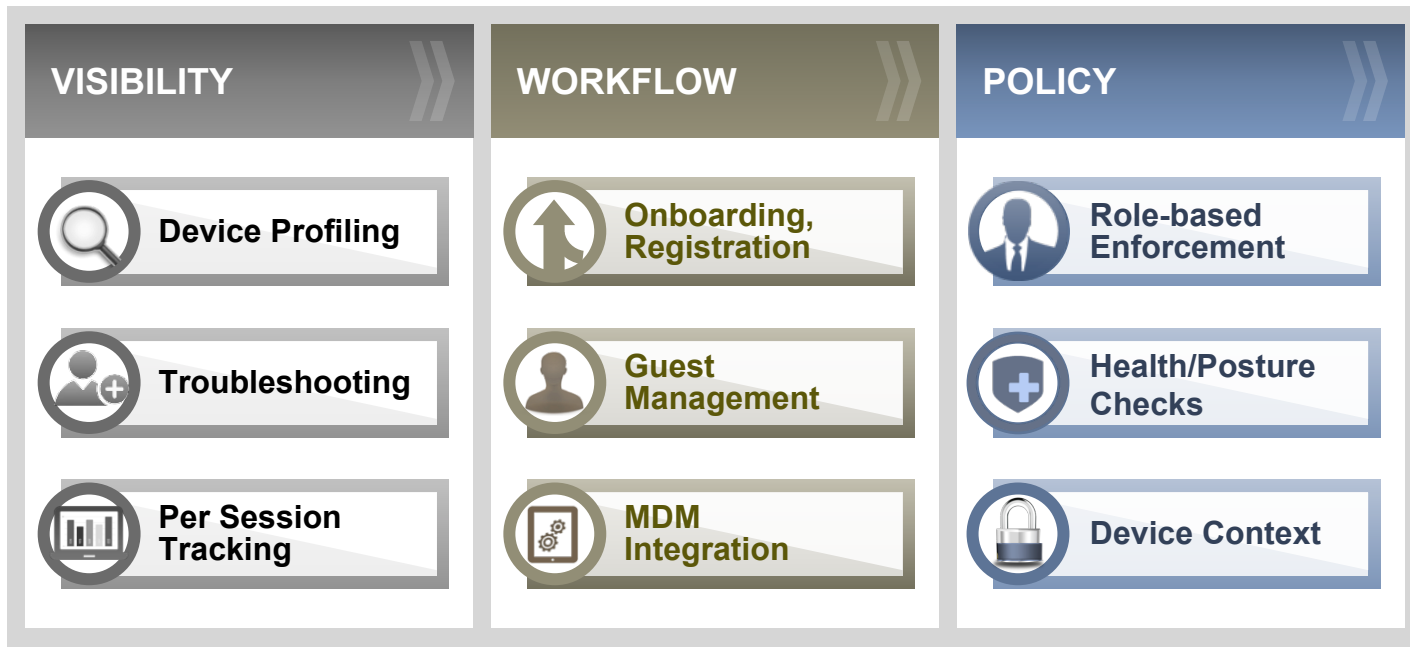 VISIBILITY
Device Profiling
Troubleshooting
Per Session
Tracking
WORKFLOW
Onboarding,
Registration
Guest
Management
MDM
Integration
POLICY
Role-based
Enforcement
Health/Posture
Checks
Device Context